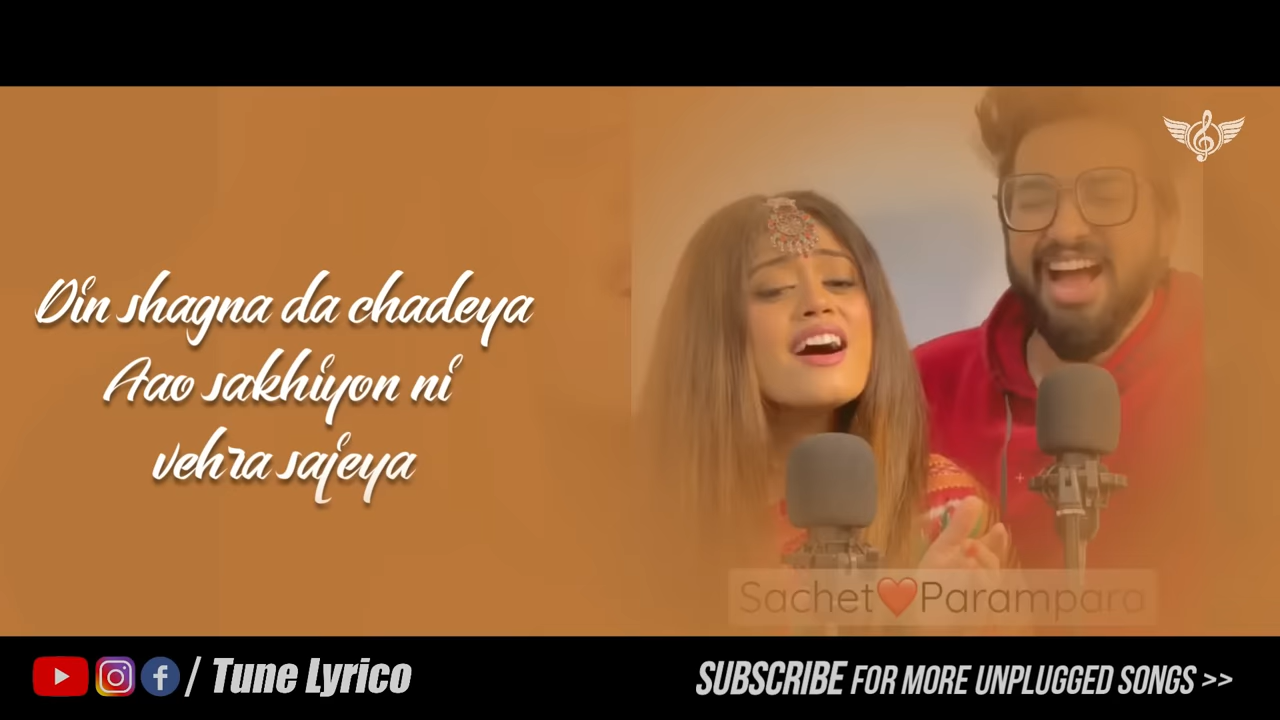 Din shagna da chadeya
Aao sakhiyon ni
vehra sajeya
Sachet❤️Parampara
/ Tune Lyrico
SUBSCRIBE FOR MORE UNPLUGGED SONGS >>